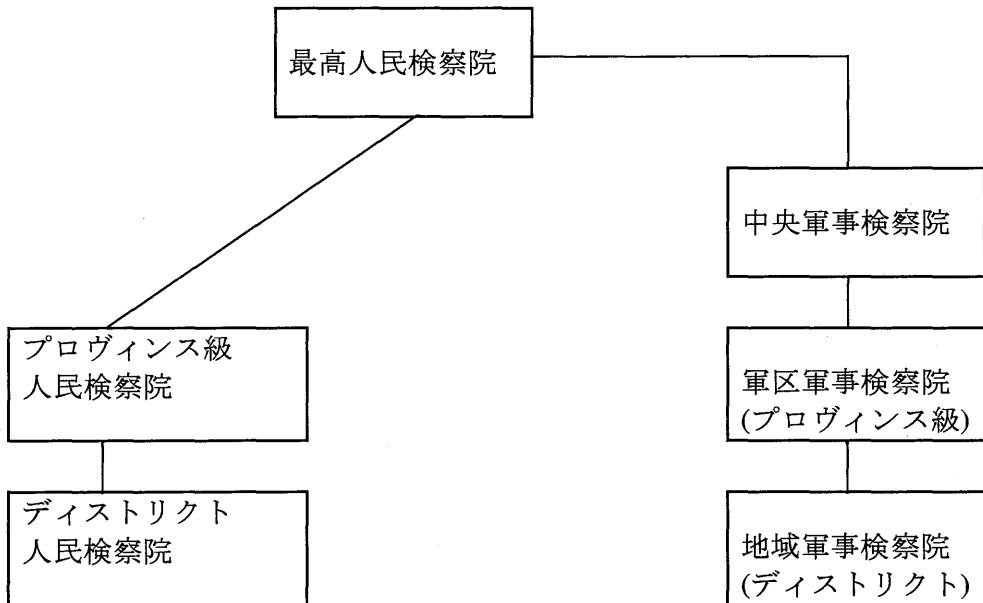 最高人民検察院
中央軍事検察院
プロヴィンス級
人民検察院
軍区軍事検察院
(プロヴィンス級)
ディストリクト
人民検察院
地域軍事検察院
(ディストリクト)